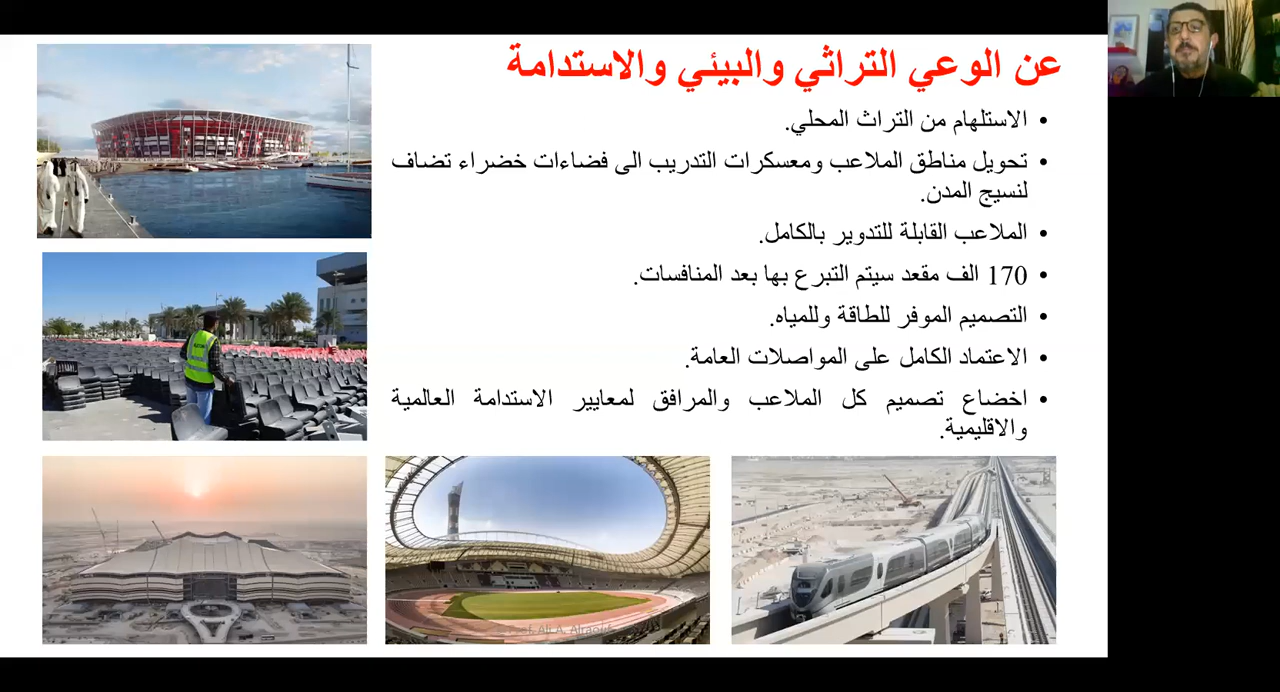 عن الوعي التراثي والبيئي والاستدامة
• الاستلهام من التراث المحلي.
• تحويل مناطق الملاعب ومعسكرات التدريب الى فضاءات خضراء تضاف
لنسيج المدن.
• الملاعب القابلة للتدوير بالكامل.
• 170 الف مقعد سيتم التبرع بها بعد المنافسات.
• التصميم الموفر للطاقة وللمياه.
• الاعتماد الكامل على المواصلات العامة.
• اخضاع تصميم كل الملاعب والمرافق لمعايير الاستدامة العالمية
والاقليمية.
Ali A. Alraouf